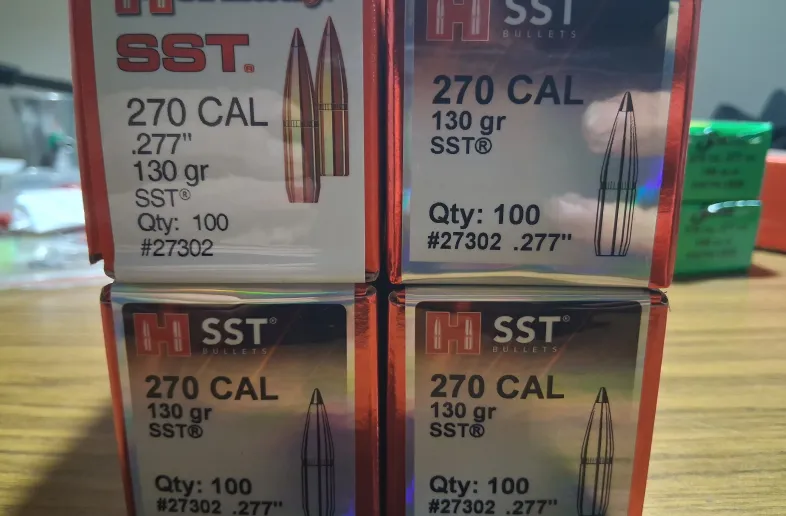 SST®
270 CAL
.277"
130 gr
SST®
Qty: 100
#27302
H SST
BULLETS
270 CAL
130 gr
SST®
Qty: 100
#27302 .277"
H SST®
BULLETS
270 CAL
130 gr
SST®
Qty: 100
#27302 .277"
H SST®
BULLETS
270 CAL
130 gr
SST®
Qty: 100
#27302 .277"